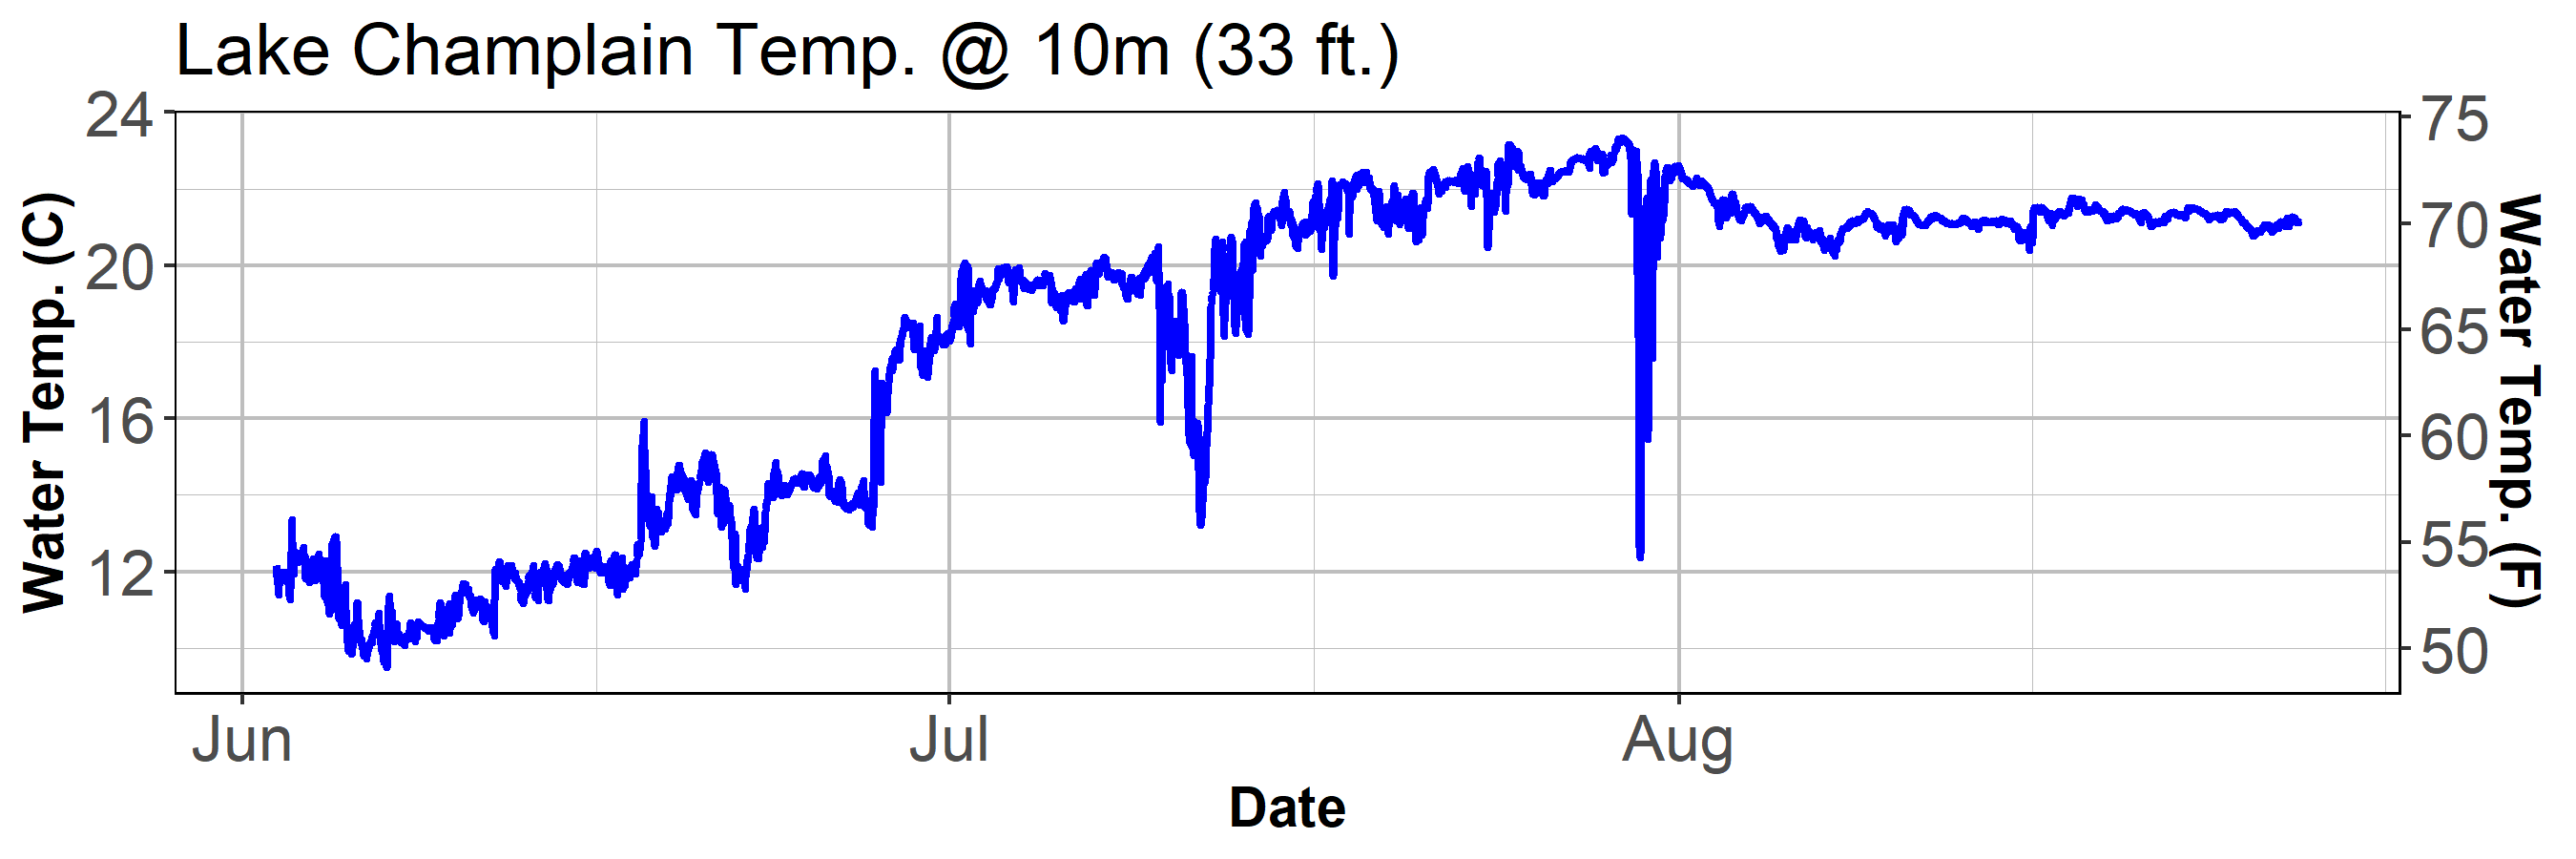 Lake Champlain Temp. @ 10m (33 ft.)
24
20
16
12
Water Temp. (C)
75
70
65
60
55
50
Water Temp. (F)
Jun
Jul
Aug
Date